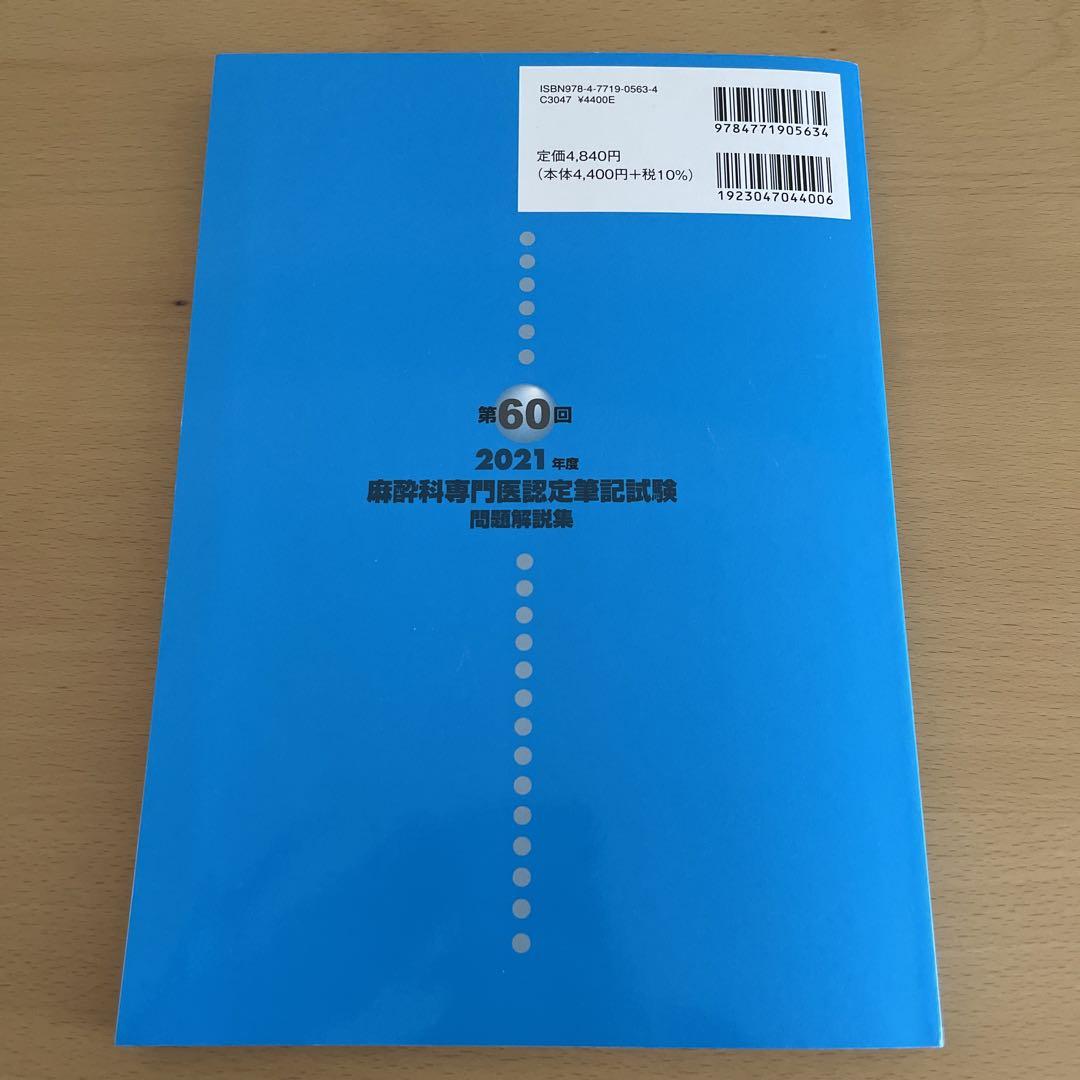 ISBN978-4-7719-0563-4
C3047 ¥4400E
9784771905634
定価4,840円
(本体4,400円+税10%)
1923047044006
第60回
2021年度
麻酔科専門医認定筆記試験
問題解説集